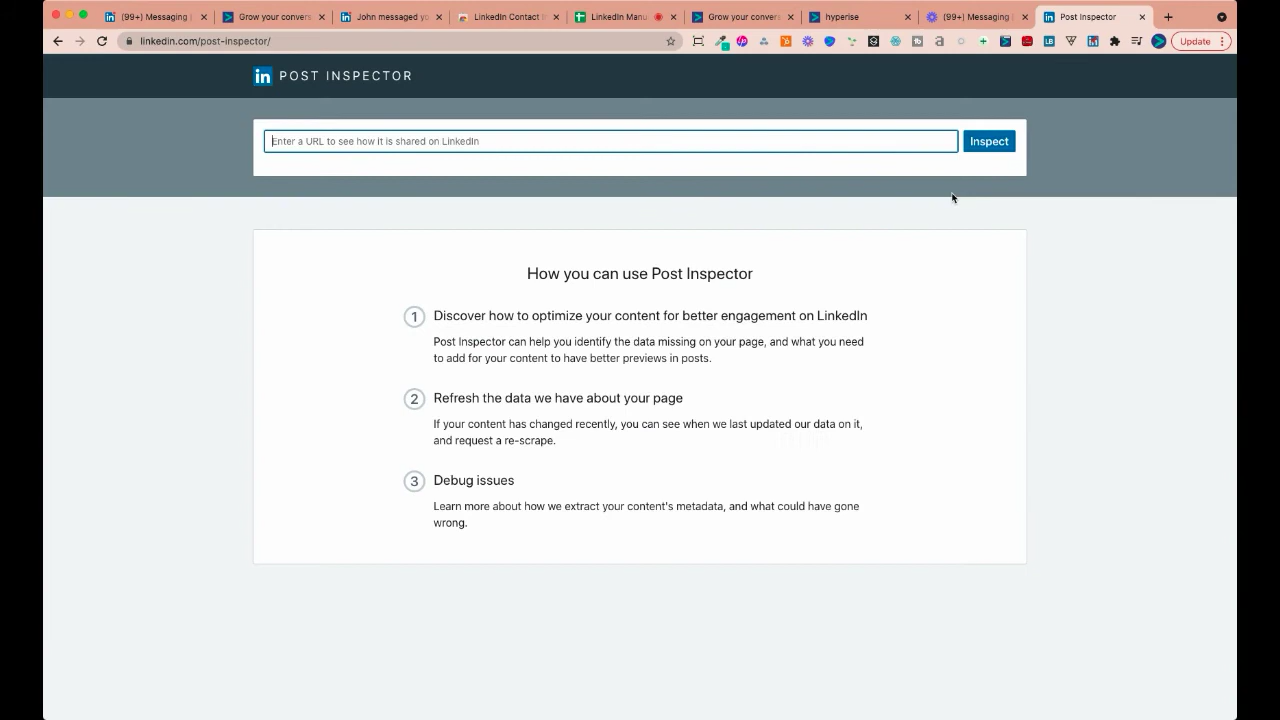 (99+) Messaging |
Grow your convers
John messaged yo
LinkedIn Contact
LinkedIn Manu
Grow your convers
hyperise
(99+) Messaging |
Post Inspector
linkedin.com/post-inspector/
Update
in POST INSPECTOR
Enter a URL to see how it is shared on LinkedIn
Inspect
How you can use Post Inspector
1 Discover how to optimize your content for better engagement on LinkedIn
Post Inspector can help you identify the data missing on your page, and what you need
to add for your content to have better previews in posts.
2 Refresh the data we have about your page
If your content has changed recently, you can see when we last updated our data on it,
and request a re-scrape.
3 Debug issues
Learn more about how we extract your content's metadata, and what could have gone
wrong.